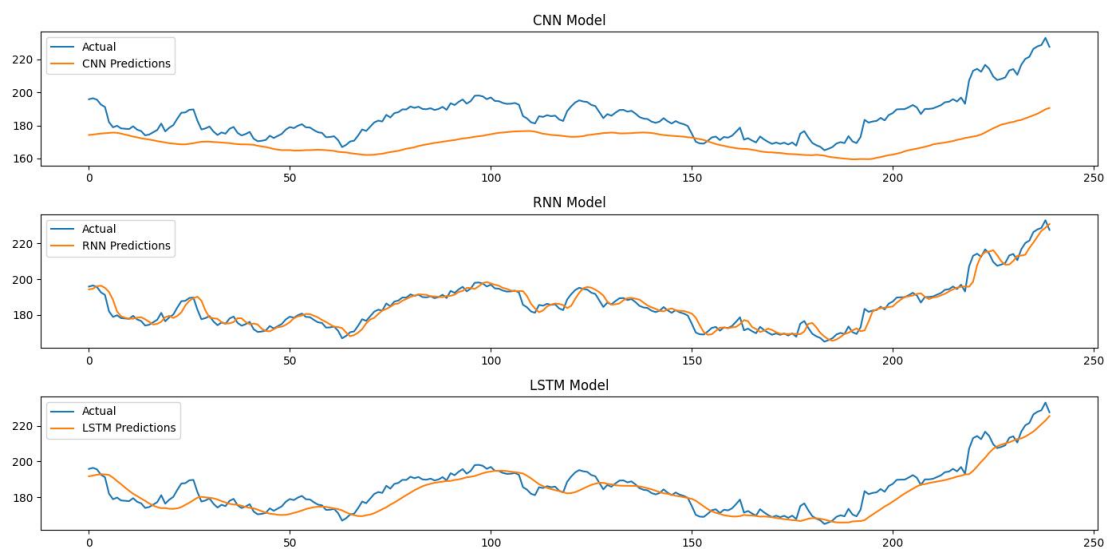 CNN Model
Actual
CNN Predictions
220
200
180
160
0 50 100 150 200 250
RNN Model
Actual
RNN Predictions
220
200
180
0 50 100 150 200 250
LSTM Model
Actual
LSTM Predictions
220
200
180
0 50 100 150 200 250